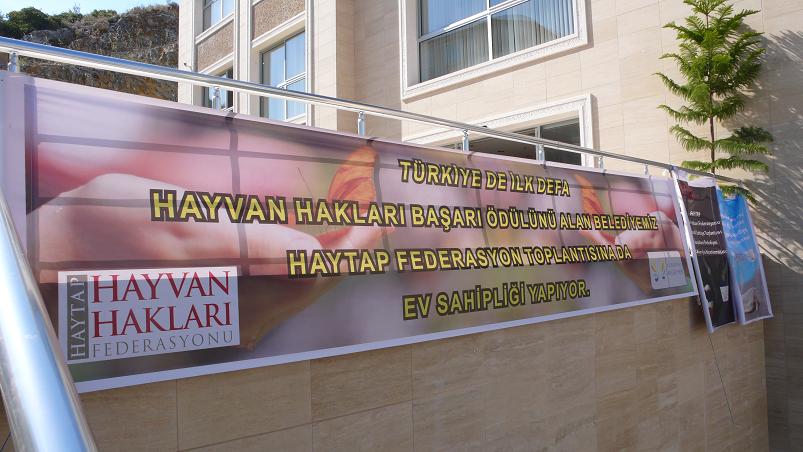 TÜRKİYE DE İLK DEFA
HAYVAN HAKLARI BAŞARI ÖDÜLÜNÜ ALAN BELEDİYEMİZ
HAYTAP FEDERASYON TOPLANTISINA DA
EV SAHİPLİĞİ YAPIYOR.
HAYTAP
HAYVAN
HAKLARI
FEDERASYONU